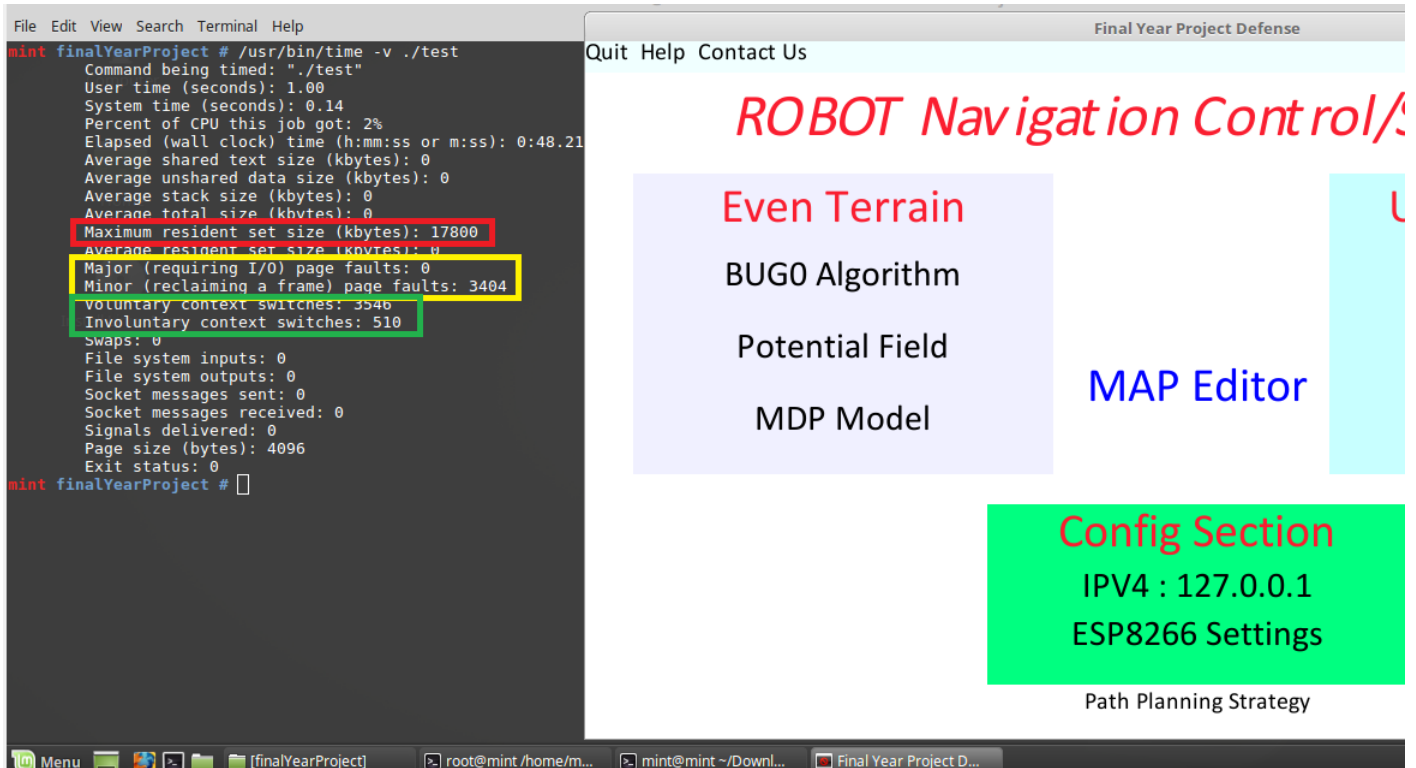 File Edit View Search Terminal Help
mint finalYearProject # /usr/bin/time -v ./test
Command being timed: "./test"
User time (seconds): 1.00
System time (seconds): 0.14
Percent of CPU this job got: 2%
Elapsed (wall clock) time (h:mm:ss or m:ss): 0:48.21
Average shared text size (kbytes): 0
Average unshared data size (kbytes): 0
Average stack size (kbytes): 0
Average total size (kbytes): 0
Maximum resident set size (kbytes): 17800
Average resident set size (kbytes): 0
Major (requiring I/O) page faults: 0
Minor (reclaiming a frame) page faults: 3404
Voluntary context switches: 3546
Involuntary context switches: 510
Swaps: 0
File system inputs: 0
File system outputs: 0
Socket messages sent: 0
Socket messages received: 0
Signals delivered: 0
Page size (bytes): 4096
Exit status: 0
mint finalYearProject #
Final Year Project Defense
Quit Help Contact Us
ROBOT Navigation Control/
Even Terrain
BUG0 Algorithm
Potential Field
MDP Model
MAP Editor
Config Section
IPV4 : 127.0.0.1
ESP8266 Settings
Path Planning Strategy
Menu
[finalYearProject]
root@mint /home/m...
mint@mint ~/Downl...
Final Year Project D...